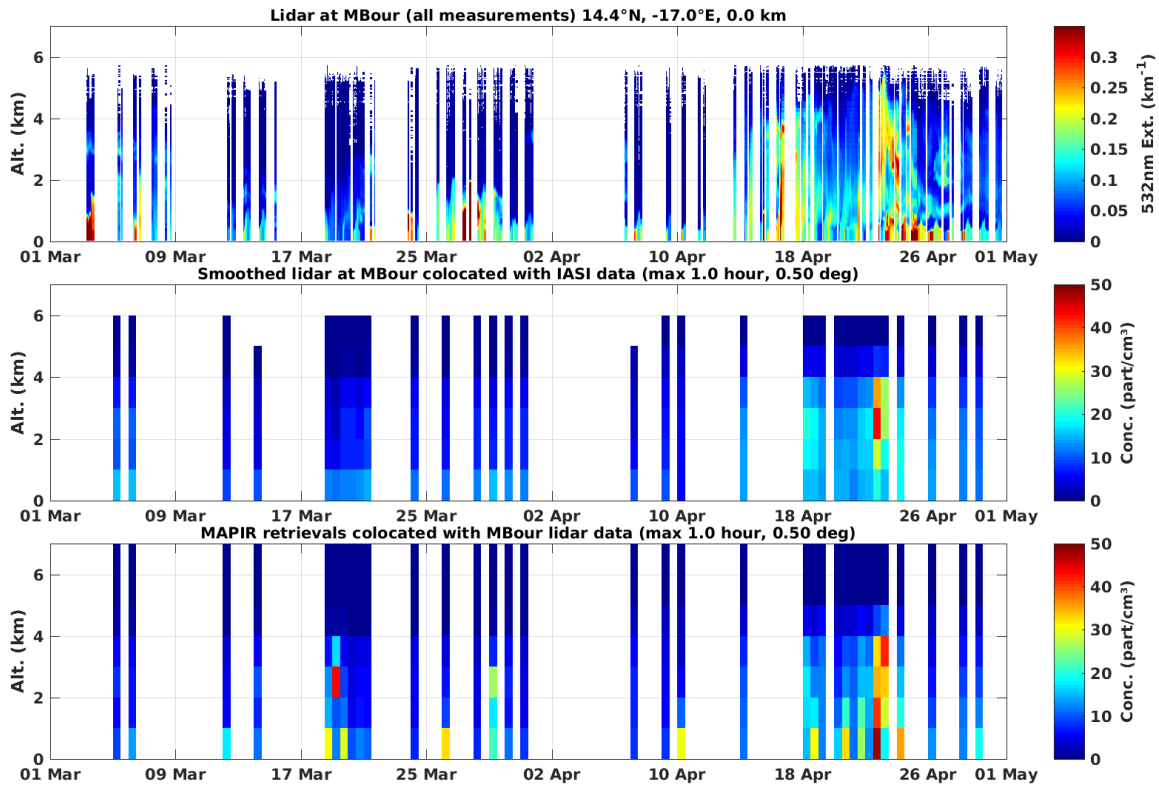 Lidar at MBour (all measurements) 14.4°N, -17.0°E, 0.0 km
Alt. (km)
6
4
2
0
01 Mar 09 Mar 17 Mar 25 Mar 02 Apr 10 Apr 18 Apr 26 Apr 01 May
0.3
0.25
0.2
0.15
0.1
0.05
0
532nm Ext. (km⁻¹)
Smoothed lidar at MBour colocated with IASI data (max 1.0 hour, 0.50 deg)
Alt. (km)
6
4
2
0
01 Mar 09 Mar 17 Mar 25 Mar 02 Apr 10 Apr 18 Apr 26 Apr 01 May
50
40
30
20
10
0
Conc. (part/cm³)
MAPIR retrievals colocated with MBour lidar data (max 1.0 hour, 0.50 deg)
Alt. (km)
6
4
2
0
01 Mar 09 Mar 17 Mar 25 Mar 02 Apr 10 Apr 18 Apr 26 Apr 01 May
50
40
30
20
10
0
Conc. (part/cm³)